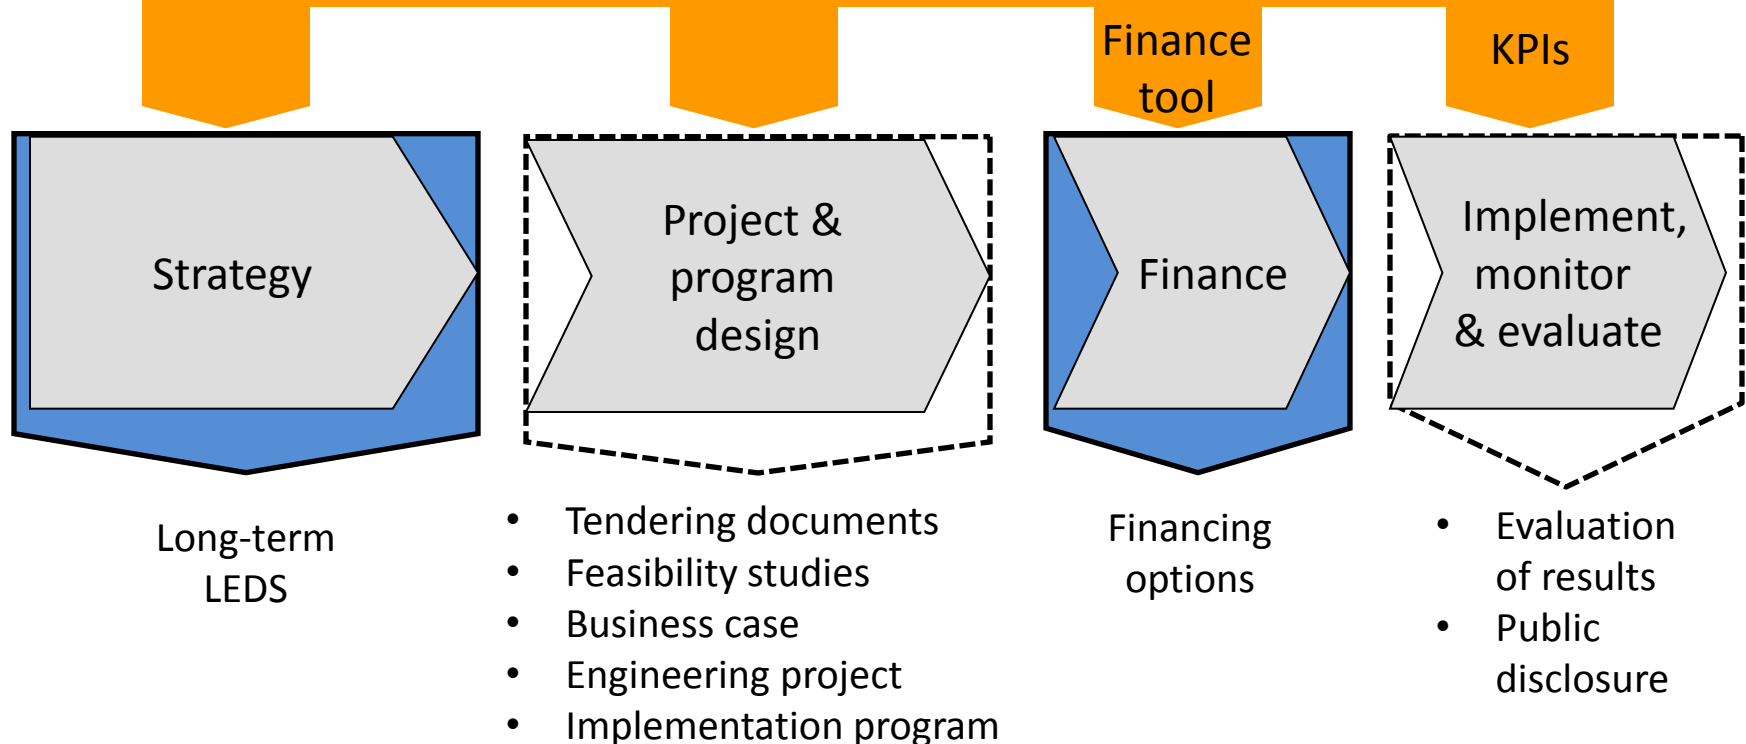 Finance
tool
KPIs
Strategy
Project &
program
design
Finance
Implement,
monitor
& evaluate
Long-term
LEDS
• Tendering documents
• Feasibility studies
• Business case
• Engineering project
• Implementation program
Financing
options
• Evaluation
of results
• Public
disclosure